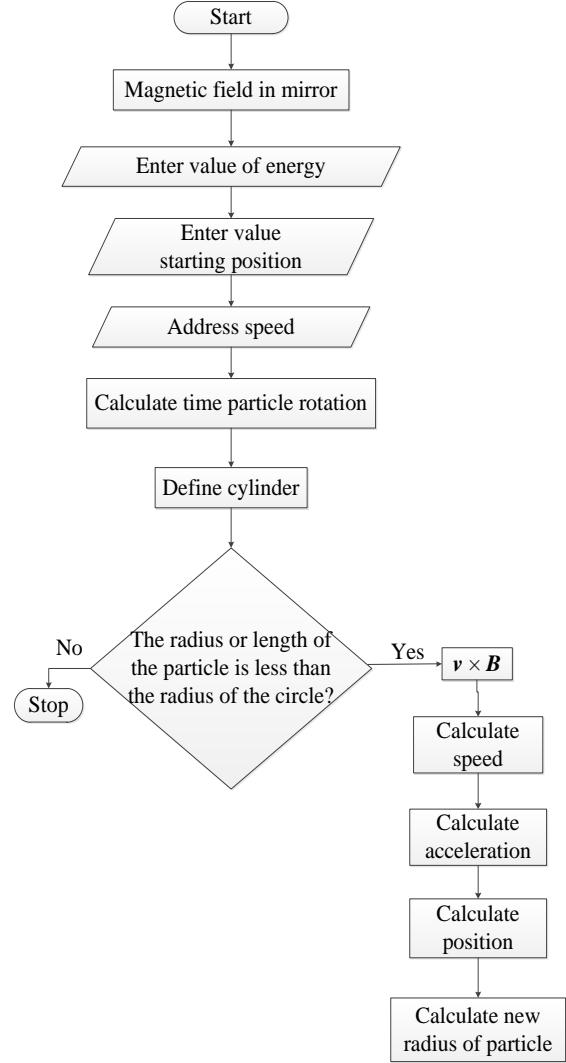 Start
Magnetic field in mirror
Enter value of energy
Enter value
starting position
Address speed
Calculate time particle rotation
Define cylinder
The radius or length of
the particle is less than
the radius of the circle?
No
Stop
Yes
v × B
Calculate
speed
Calculate
acceleration
Calculate
position
Calculate new
radius of particle